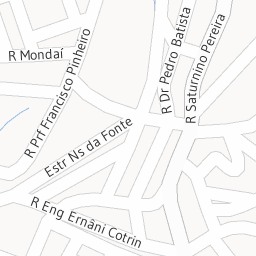 R Mondaí
R Prf Francisco Pinheiro
R Dr Pedro Batista
R Saturnino Pereira
Estr Ns da Fonte
R Eng Ernâni Cotrin